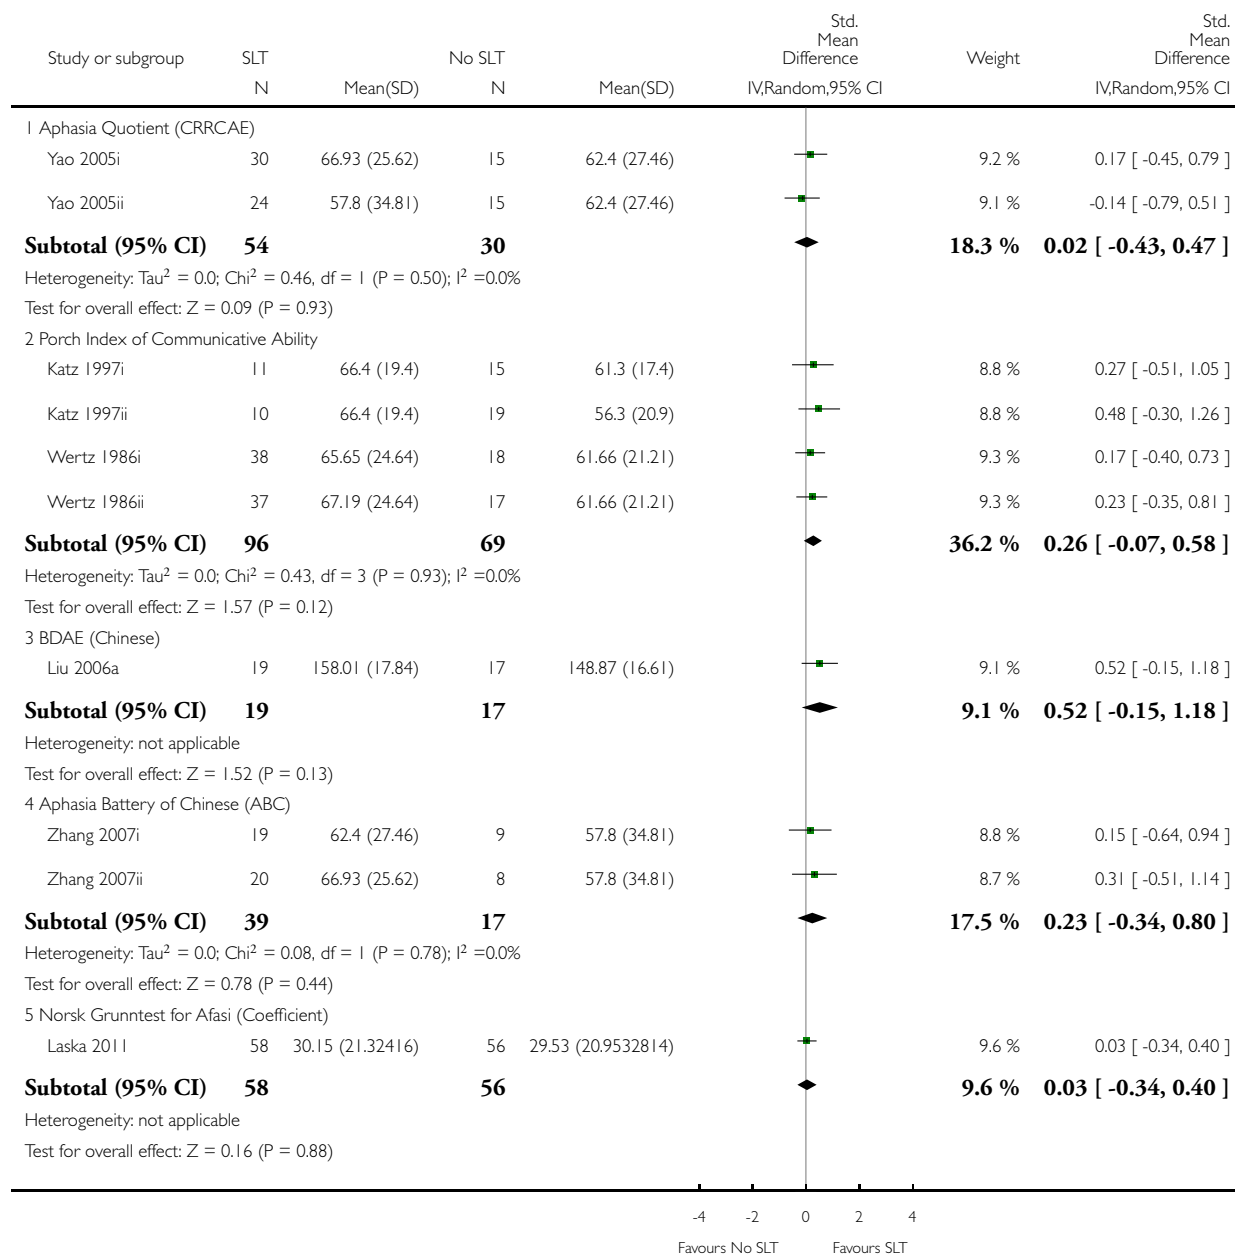 Study or subgroup SLT No SLT Std. Mean Difference Weight Std. Mean Difference
N Mean(SD) N Mean(SD) IV,Random,95% CI IV,Random,95% CI
1 Aphasia Quotient (CRRCAE)
Yao 2005i 30 66.93 (25.62) 15 62.4 (27.46) 9.2 % 0.17 [ -0.45, 0.79 ]
Yao 2005ii 24 57.8 (34.81) 15 62.4 (27.46) 9.1 % -0.14 [ -0.79, 0.51 ]
Subtotal (95% CI) 54 30 18.3 % 0.02 [ -0.43, 0.47 ]
Heterogeneity: Tau² = 0.0; Chi² = 0.46, df = 1 (P = 0.50); I² =0.0%
Test for overall effect: Z = 0.09 (P = 0.93)
2 Porch Index of Communicative Ability
Katz 1997i 11 66.4 (19.4) 15 61.3 (17.4) 8.8 % 0.27 [ -0.51, 1.05 ]
Katz 1997ii 10 66.4 (19.4) 19 56.3 (20.9) 8.8 % 0.48 [ -0.30, 1.26 ]
Wertz 1986i 38 65.65 (24.64) 18 61.66 (21.21) 9.3 % 0.17 [ -0.40, 0.73 ]
Wertz 1986ii 37 67.19 (24.64) 17 61.66 (21.21) 9.3 % 0.23 [ -0.35, 0.81 ]
Subtotal (95% CI) 96 69 36.2 % 0.26 [ -0.07, 0.58 ]
Heterogeneity: Tau² = 0.0; Chi² = 0.43, df = 3 (P = 0.93); I² =0.0%
Test for overall effect: Z = 1.57 (P = 0.12)
3 BDAE (Chinese)
Liu 2006a 19 158.01 (17.84) 17 148.87 (16.61) 9.1 % 0.52 [ -0.15, 1.18 ]
Subtotal (95% CI) 19 17 9.1 % 0.52 [ -0.15, 1.18 ]
Heterogeneity: not applicable
Test for overall effect: Z = 1.52 (P = 0.13)
4 Aphasia Battery of Chinese (ABC)
Zhang 2007i 19 62.4 (27.46) 9 57.8 (34.81) 8.8 % 0.15 [ -0.64, 0.94 ]
Zhang 2007ii 20 66.93 (25.62) 8 57.8 (34.81) 8.7 % 0.31 [ -0.51, 1.14 ]
Subtotal (95% CI) 39 17 17.5 % 0.23 [ -0.34, 0.80 ]
Heterogeneity: Tau² = 0.0; Chi² = 0.08, df = 1 (P = 0.78); I² =0.0%
Test for overall effect: Z = 0.78 (P = 0.44)
5 Norsk Grunntest for Afasi (Coefficient)
Laska 2011 58 30.15 (21.32416) 56 29.53 (20.9532814) 9.6 % 0.03 [ -0.34, 0.40 ]
Subtotal (95% CI) 58 56 9.6 % 0.03 [ -0.34, 0.40 ]
Heterogeneity: not applicable
Test for overall effect: Z = 0.16 (P = 0.88)
-4 -2 0 2 4
Favours No SLT Favours SLT